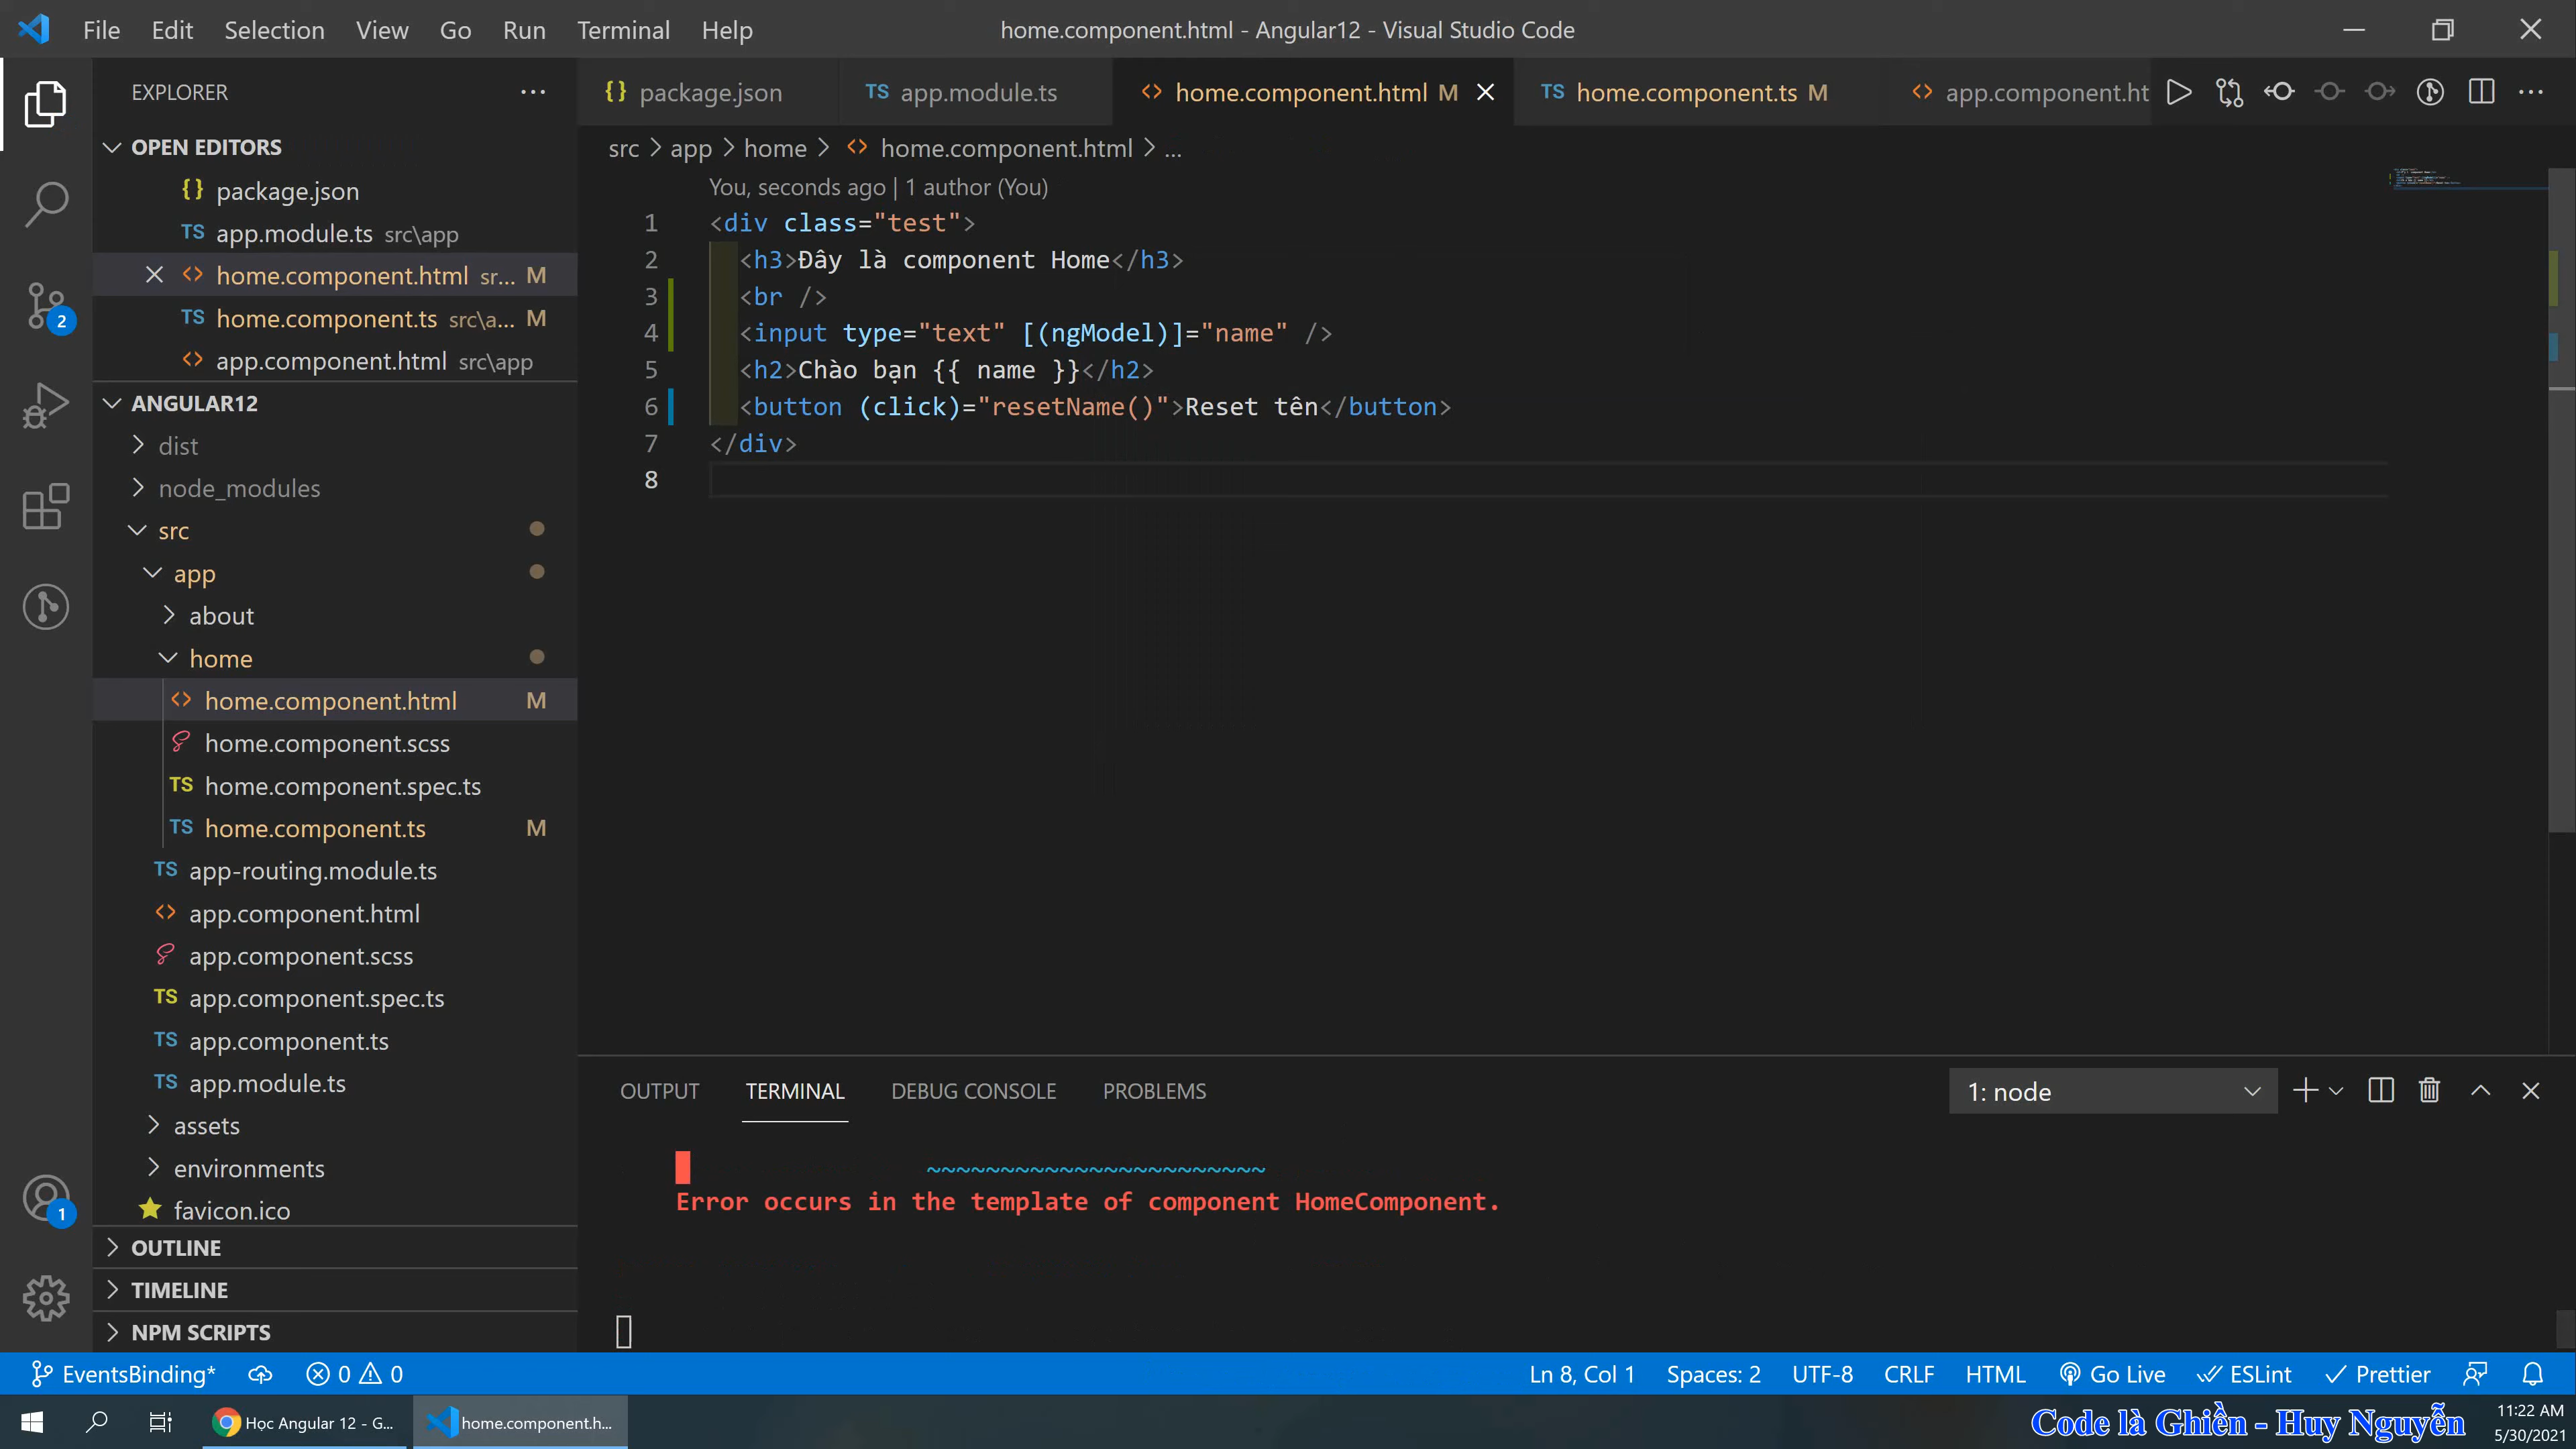 File Edit Selection View Go Run Terminal Help
home.component.html - Angular12 - Visual Studio Code
EXPLORER
OPEN EDITORS
package.json
app.module.ts src\app
home.component.html sr... M
home.component.ts src\a... M
app.component.html src\app
ANGULAR12
dist
node_modules
src
app
about
home
home.component.html M
home.component.scss
home.component.spec.ts
home.component.ts M
app-routing.module.ts
app.component.html
app.component.scss
app.component.spec.ts
app.component.ts
app.module.ts
assets
environments
favicon.ico
OUTLINE
TIMELINE
NPM SCRIPTS
2
1
package.json app.module.ts home.component.html M home.component.ts M app.component.ht
src > app > home > home.component.html > ...
You, seconds ago | 1 author (You)
1 <div class="test">
2 <h3>Đây là component Home</h3>
3 <br />
4 <input type="text" [(ngModel)]="name" />
5 <h2>Chào bạn {{ name }}</h2>
6 <button (click)="resetName()">Reset tên</button>
7 </div>
8
OUTPUT TERMINAL DEBUG CONSOLE PROBLEMS
1: node
~~~~~~~~~~~~~~~~~~~~~~~
Error occurs in the template of component HomeComponent.
EventsBinding* 0 0
Ln 8, Col 1 Spaces: 2 UTF-8 CRLF HTML Go Live ESLint Prettier
Học Angular 12 - G... home.component.h...
Code là Ghiền - Huy Nguyễn
11:22 AM
5/30/2021